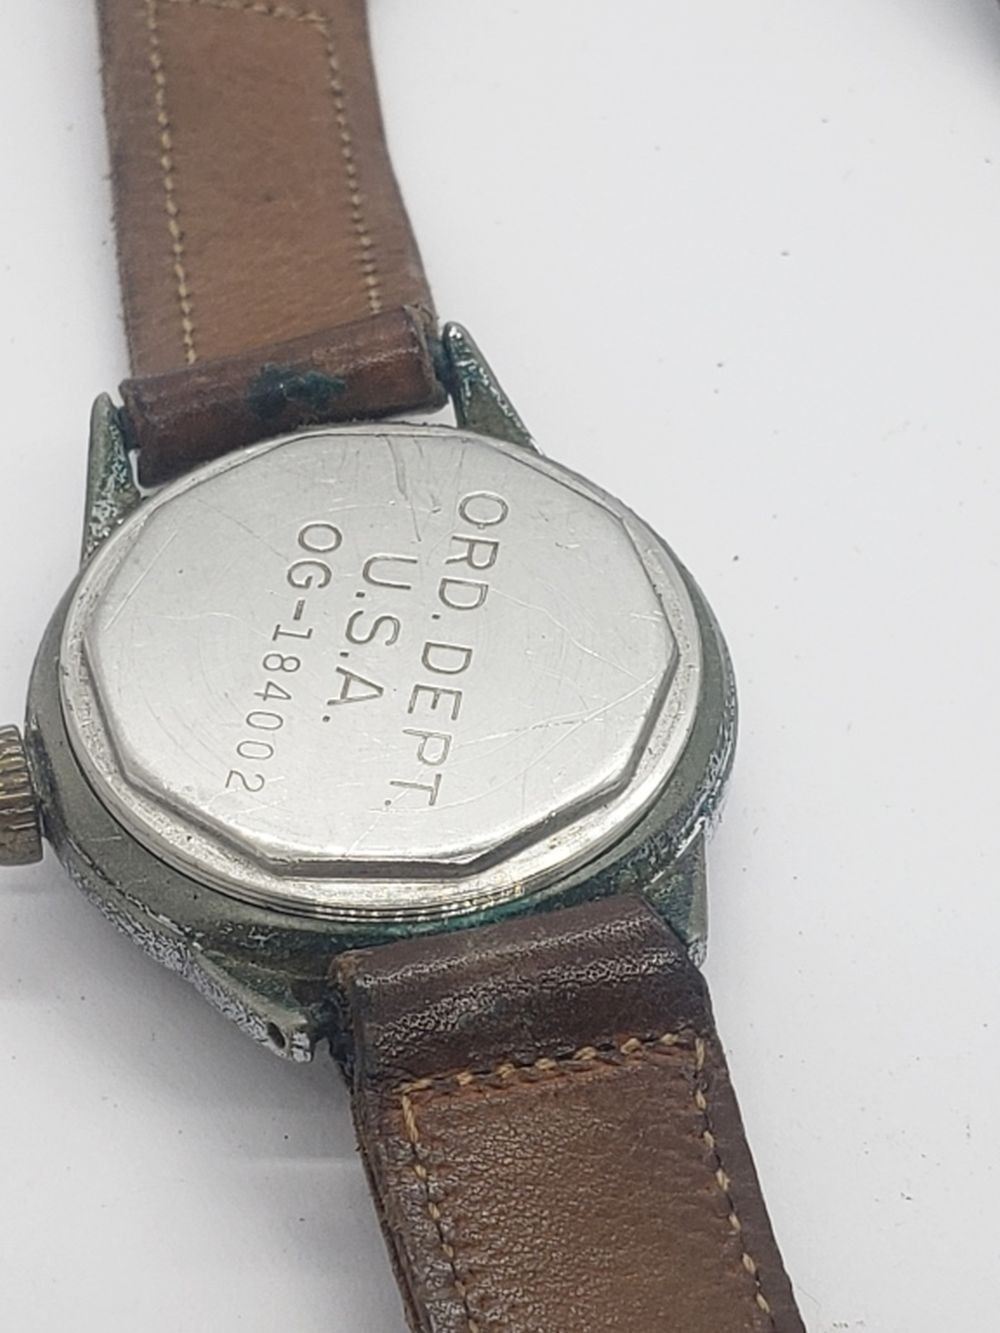 ORD. DEPT.
U.S.A.
OG-184002